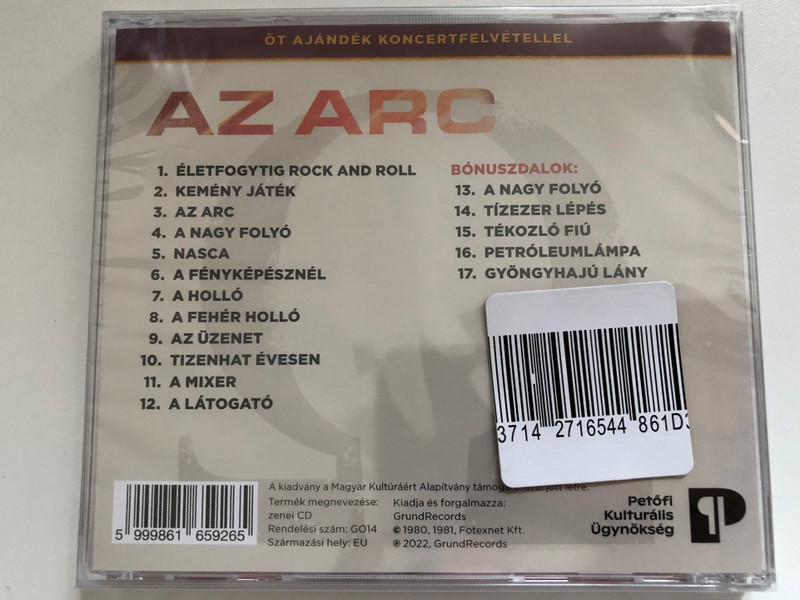 ÖT AJÁNDÉK KONCERTFELVÉTELLEL
AZ ARC
1. ÉLETFOGYTIG ROCK AND ROLL
2. KEMÉNY JÁTÉK
3. AZ ARC
4. A NAGY FOLYÓ
5. NASCA
6. A FÉNYKÉPÉSZNÉL
7. A HOLLÓ
8. A FEHÉR HOLLÓ
9. AZ ÜZENET
10. TIZENHAT ÉVESEN
11. A MIXER
12. A LÁTOGATÓ
BÓNUSZDALOK:
13. A NAGY FOLYÓ
14. TÍZEZER LÉPÉS
15. TÉKOZLÓ FIÚ
16. PETRÓLEUMLÁMPA
17. GYÖNGYHAJÚ LÁNY
3714 2716544 861D3
A kiadvány a Magyar Kultúráért Alapítvány támogatásával jött létre.
5 999861 659265
Termék megnevezése:
zenei CD
Rendelési szám: GO14
Származási hely: EU
Kiadja és forgalmazza:
GrundRecords
© 1980, 1981, Fotexnet Kft.
℗ 2022, GrundRecords
Petőfi
Kulturális
Ügynökség